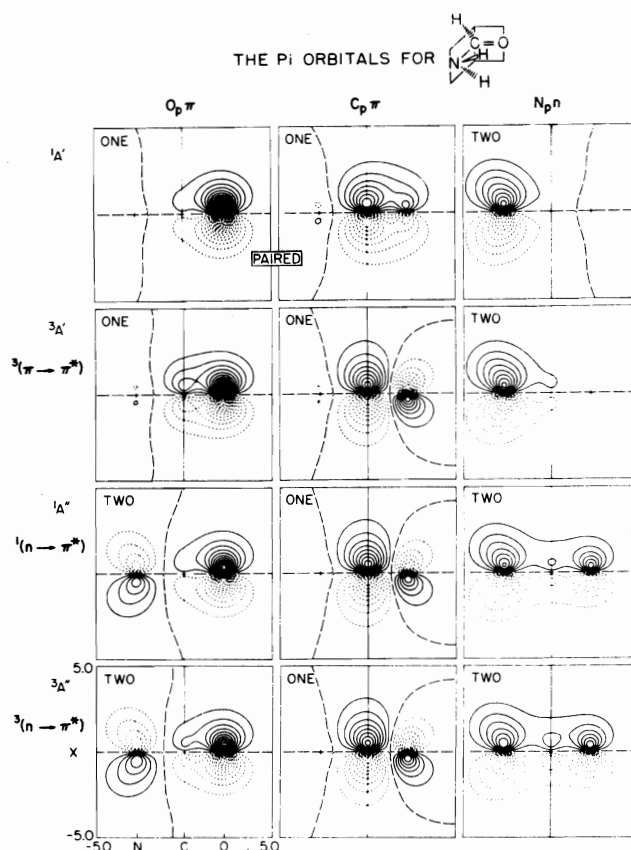 THE Pi ORBITALS FOR
H
C=O
N H
H
Opπ Cpπ Npn
¹A' ONE ONE TWO
PAIRED
³A' ONE ONE TWO
³(π → π*)
¹A'' TWO ONE TWO
¹(n → π*)
³A'' 5.0 TWO ONE TWO
³(n → π*)
X
-5.0
-5.0 N C O 5.0